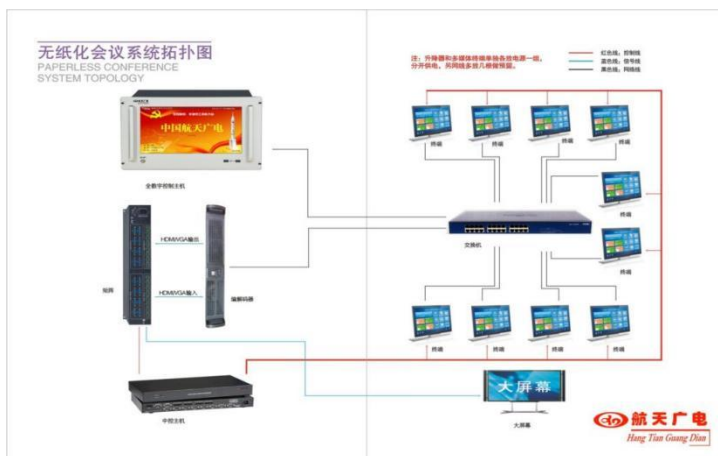 无纸化会议系统拓扑图
PAPERLESS CONFERENCE
SYSTEM TOPOLOGY
注：升降器和多媒体终端单独各放电源一组，
分开供电，另网线多放几根做预留。
红色线：控制线
蓝色线：信号线
黑色线：网络线
中国航天广电
全数字控制主机
终端
终端
终端
终端
终端
终端
交换机
HDMI/VGA输出
HDMI/VGA输入
矩阵
编解码器
终端
终端
终端
终端
中控主机
大屏幕
大屏幕
航天广电
Hang Tian Guang Dian